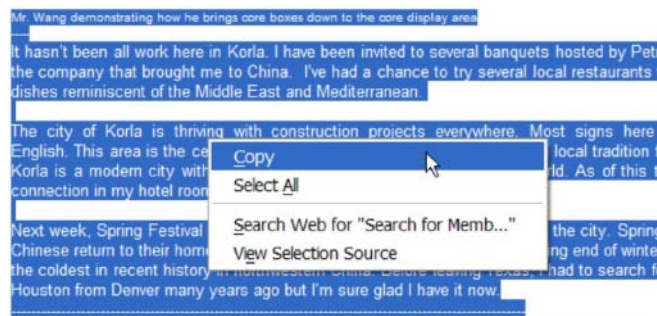 Mr. Wang demonstrating how he brings core boxes down to the core display area
It hasn't been all work here in Korla. I have been invited to several banquets hosted by Petr
the company that brought me to China. I've had a chance to try several local restaurants
dishes reminiscent of the Middle East and Mediterranean.
The city of Korla is thriving with construction projects everywhere. Most signs here
English. This area is the ce local tradition
Korla is a modern city with rld. As of this
connection in my hotel room
Copy
Select All
Search Web for "Search for Memb..."
View Selection Source
Next week, Spring Festival the city. Spring
Chinese return to their home ing end of winte
the coldest in recent history in northwestern China. Before leaving Texas, I had to search fo
Houston from Denver many years ago but I'm sure glad I have it now.